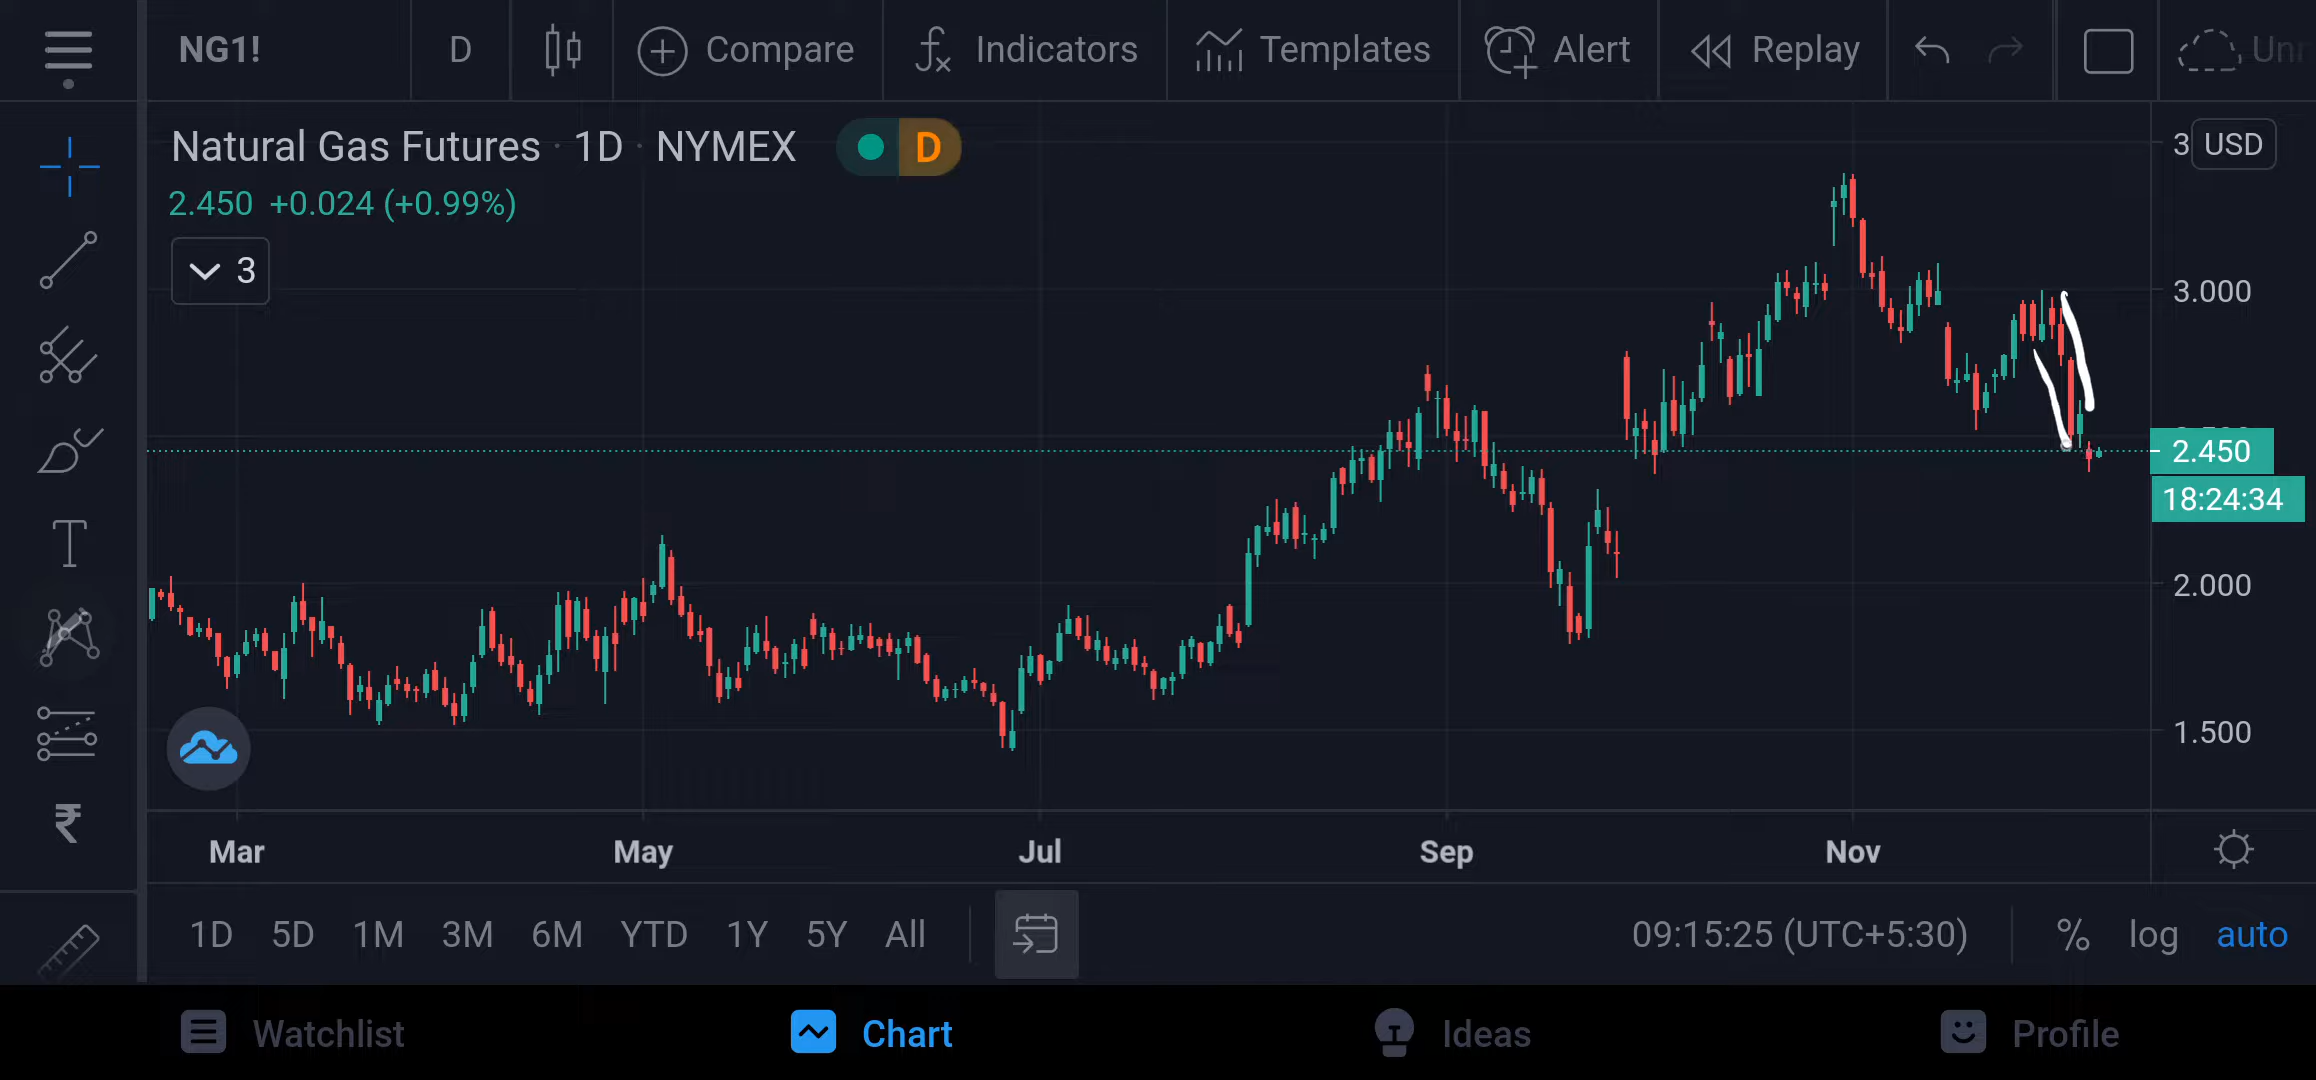 NG1! D Compare Indicators Templates Alert Replay
Natural Gas Futures · 1D · NYMEX D 3 USD
2.450 +0.024 (+0.99%)
3
3.000
2.450
18:24:34
2.000
1.500
T
₹
Mar May Jul Sep Nov
1D 5D 1M 3M 6M YTD 1Y 5Y All 09:15:25 (UTC+5:30) % log auto
Watchlist Chart Ideas Profile